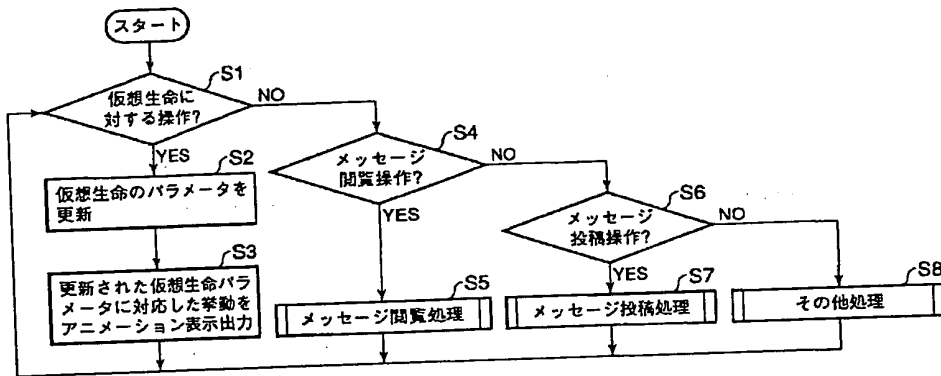 スタート
S1
仮想生命に
対する操作?
NO
YES
S2
仮想生命のパラメータを
更新
S3
更新された仮想生命パラ
メータに対応した挙動を
アニメーション表示出力
S4
メッセージ
閲覧操作?
NO
YES
S5
メッセージ閲覧処理
S6
メッセージ
投稿操作?
NO
YES
S7
メッセージ投稿処理
S8
その他処理